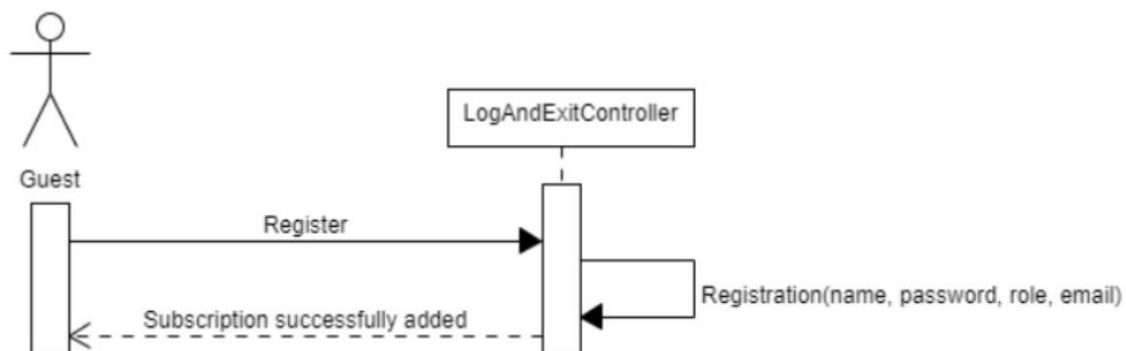 LogAndExitController
Guest
Register
Registration(name, password, role, email)
Subscription successfully added